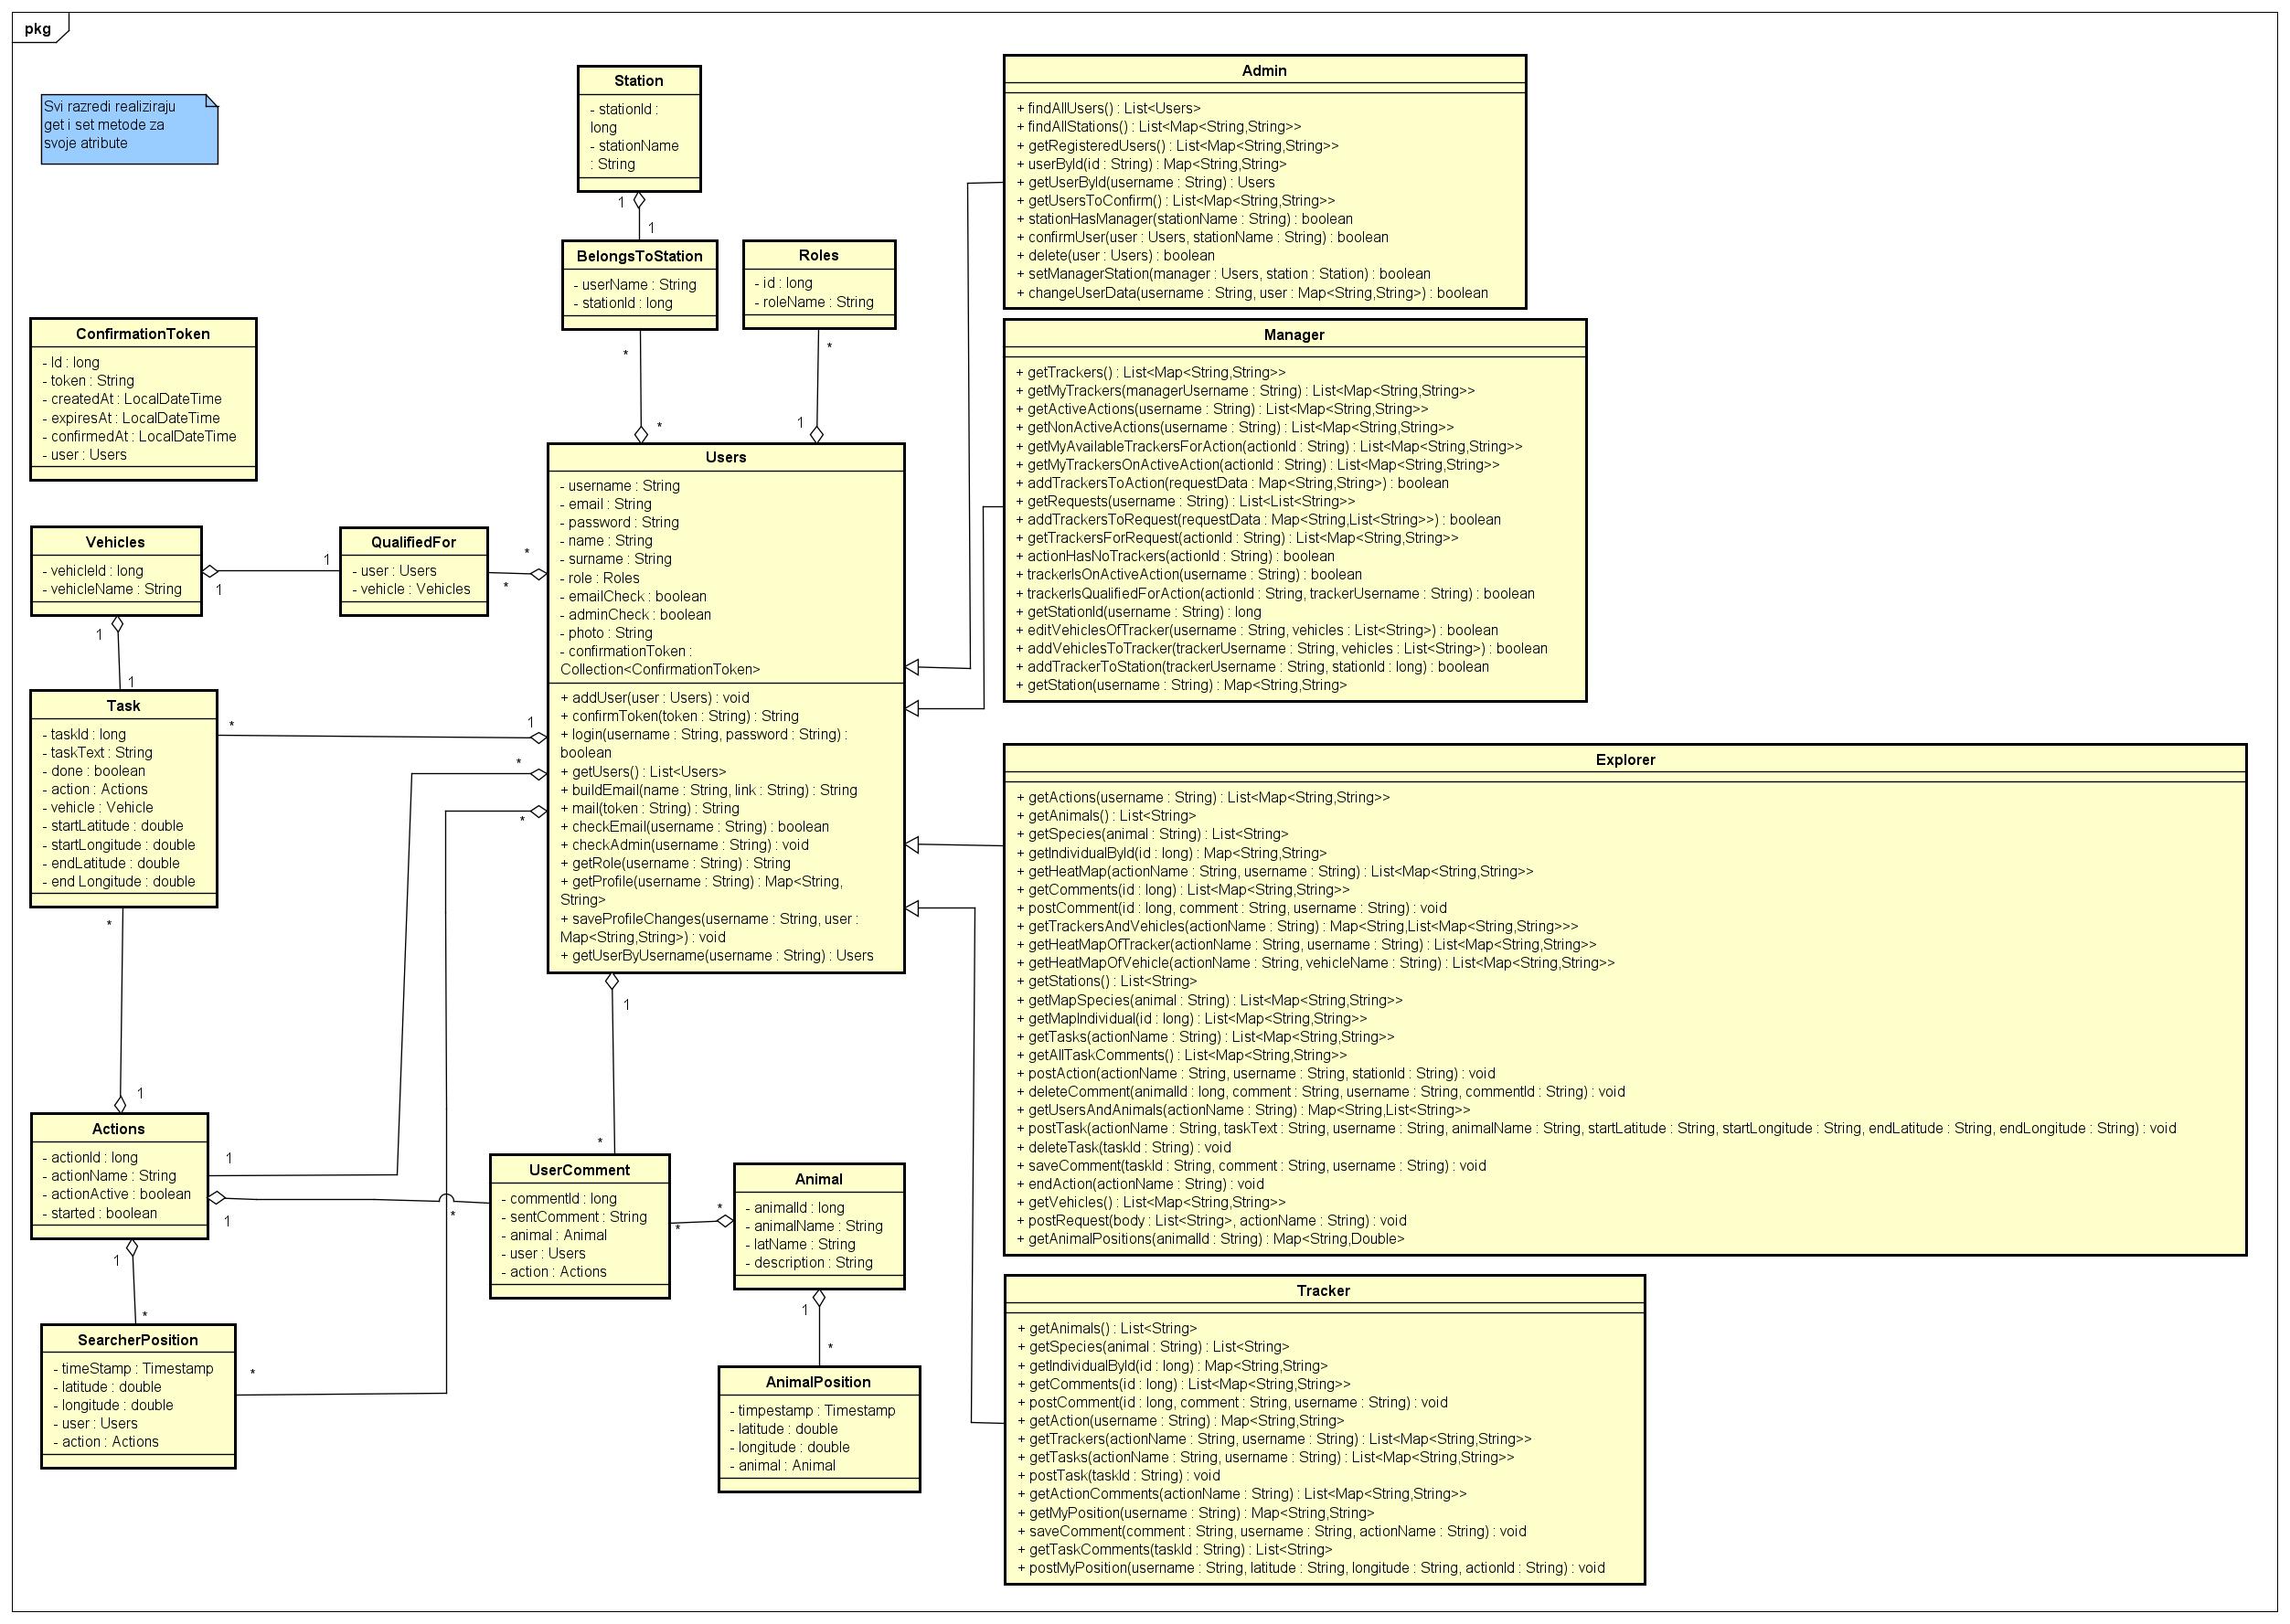 pkg
Svi razredi realiziraju
get i set metode za
svoje atribute
Station
- stationId :
long
- stationName
: String
1
1
BelongsToStation
- userName : String
- stationId : long
*
*
Roles
- id : long
- roleName : String
*
1
ConfirmationToken
- Id : long
- token : String
- createdAt : LocalDateTime
- expiresAt : LocalDateTime
- confirmedAt : LocalDateTime
- user : Users
Vehicles
- vehicleId : long
- vehicleName : String
1
1
QualifiedFor
- user : Users
- vehicle : Vehicles
*
*
1
1
Task
- taskId : long
- taskText : String
- done : boolean
- action : Actions
- vehicle : Vehicle
- startLatitude : double
- startLongitude : double
- endLatitude : double
- end Longitude : double
*
1
*
*
*
1
Users
- username : String
- email : String
- password : String
- name : String
- surname : String
- role : Roles
- emailCheck : boolean
- adminCheck : boolean
- photo : String
- confirmationToken :
Collection<ConfirmationToken>
+ addUser(user : Users) : void
+ confirmToken(token : String) : String
+ login(username : String, password : String) :
boolean
+ getUsers() : List<Users>
+ buildEmail(name : String, link : String) : String
+ mail(token : String) : String
+ checkEmail(username : String) : boolean
+ checkAdmin(username : String) : void
+ getRole(username : String) : String
+ getProfile(username : String) : Map<String,
String>
+ saveProfileChanges(username : String, user :
Map<String,String>) : void
+ getUserByUsername(username : String) : Users
1
*
Actions
- actionId : long
- actionName : String
- actionActive : boolean
- started : boolean
1
1
*
1
*
SearcherPosition
- timeStamp : Timestamp
- latitude : double
- longitude : double
- user : Users
- action : Actions
*
UserComment
- commentId : long
- sentComment : String
- animal : Animal
- user : Users
- action : Actions
*
*
Animal
- animalId : long
- animalName : String
- latName : String
- description : String
1
*
AnimalPosition
- timpestamp : Timestamp
- latitude : double
- longitude : double
- animal : Animal
Admin
+ findAllUsers() : List<Users>
+ findAllStations() : List<Map<String,String>>
+ getRegisteredUsers() : List<Map<String,String>>
+ userById(id : String) : Map<String,String>
+ getUserById(username : String) : Users
+ getUsersToConfirm() : List<Map<String,String>>
+ stationHasManager(stationName : String) : boolean
+ confirmUser(user : Users, stationName : String) : boolean
+ delete(user : Users) : boolean
+ setManagerStation(manager : Users, station : Station) : boolean
+ changeUserData(username : String, user : Map<String,String>) : boolean
Manager
+ getTrackers() : List<Map<String,String>>
+ getMyTrackers(managerUsername : String) : List<Map<String,String>>
+ getActiveActions(username : String) : List<Map<String,String>>
+ getNonActiveActions(username : String) : List<Map<String,String>>
+ getMyAvailableTrackersForAction(actionId : String) : List<Map<String,String>>
+ getMyTrackersOnActiveAction(actionId : String) : List<Map<String,String>>
+ addTrackersToAction(requestData : Map<String,String>) : boolean
+ getRequests(username : String) : List<List<String>>
+ addTrackersToRequest(requestData : Map<String,List<String>>) : boolean
+ getTrackersForRequest(actionId : String) : List<Map<String,String>>
+ actionHasNoTrackers(actionId : String) : boolean
+ trackerIsOnActiveAction(username : String) : boolean
+ trackerIsQualifiedForAction(actionId : String, trackerUsername : String) : boolean
+ getStationId(username : String) : long
+ editVehiclesOfTracker(username : String, vehicles : List<String>) : boolean
+ addVehiclesToTracker(trackerUsername : String, vehicles : List<String>) : boolean
+ addTrackerToStation(trackerUsername : String, stationId : long) : boolean
+ getStation(username : String) : Map<String,String>
Explorer
+ getActions(username : String) : List<Map<String,String>>
+ getAnimals() : List<String>
+ getSpecies(animal : String) : List<String>
+ getIndividualById(id : long) : Map<String,String>
+ getHeatMap(actionName : String, username : String) : List<Map<String,String>>
+ getComments(id : long) : List<Map<String,String>>
+ postComment(id : long, comment : String, username : String) : void
+ getTrackersAndVehicles(actionName : String) : Map<String,List<Map<String,String>>>
+ getHeatMapOfTracker(actionName : String, username : String) : List<Map<String,String>>
+ getHeatMapOfVehicle(actionName : String, vehicleName : String) : List<Map<String,String>>
+ getStations() : List<String>
+ getMapSpecies(animal : String) : List<Map<String,String>>
+ getMapIndividual(id : long) : List<Map<String,String>>
+ getTasks(actionName : String) : List<Map<String,String>>
+ getAllTaskComments() : List<Map<String,String>>
+ postAction(actionName : String, username : String, stationId : String) : void
+ deleteComment(animalId : long, comment : String, username : String, commentId : String) : void
+ getUsersAndAnimals(actionName : String) : Map<String,List<String>>
+ postTask(actionName : String, taskText : String, username : String, animalName : String, startLatitude : String, startLongitude : String, endLatitude : String, endLongitude : String) : void
+ deleteTask(taskId : String) : void
+ saveComment(taskId : String, comment : String, username : String) : void
+ endAction(actionName : String) : void
+ getVehicles() : List<Map<String,String>>
+ postRequest(body : List<String>, actionName : String) : void
+ getAnimalPositions(animalId : String) : Map<String,Double>
Tracker
+ getAnimals() : List<String>
+ getSpecies(animal : String) : List<String>
+ getIndividualById(id : long) : Map<String,String>
+ getComments(id : long) : List<Map<String,String>>
+ postComment(id : long, comment : String, username : String) : void
+ getAction(username : String) : Map<String,String>
+ getTrackers(actionName : String, username : String) : List<Map<String,String>>
+ getTasks(actionName : String, username : String) : List<Map<String,String>>
+ postTask(taskId : String) : void
+ getActionComments(actionName : String) : List<Map<String,String>>
+ getMyPosition(username : String) : Map<String,String>
+ saveComment(comment : String, username : String, actionName : String) : void
+ getTaskComments(taskId : String) : List<String>
+ postMyPosition(username : String, latitude : String, longitude : String, actionId : String) : void